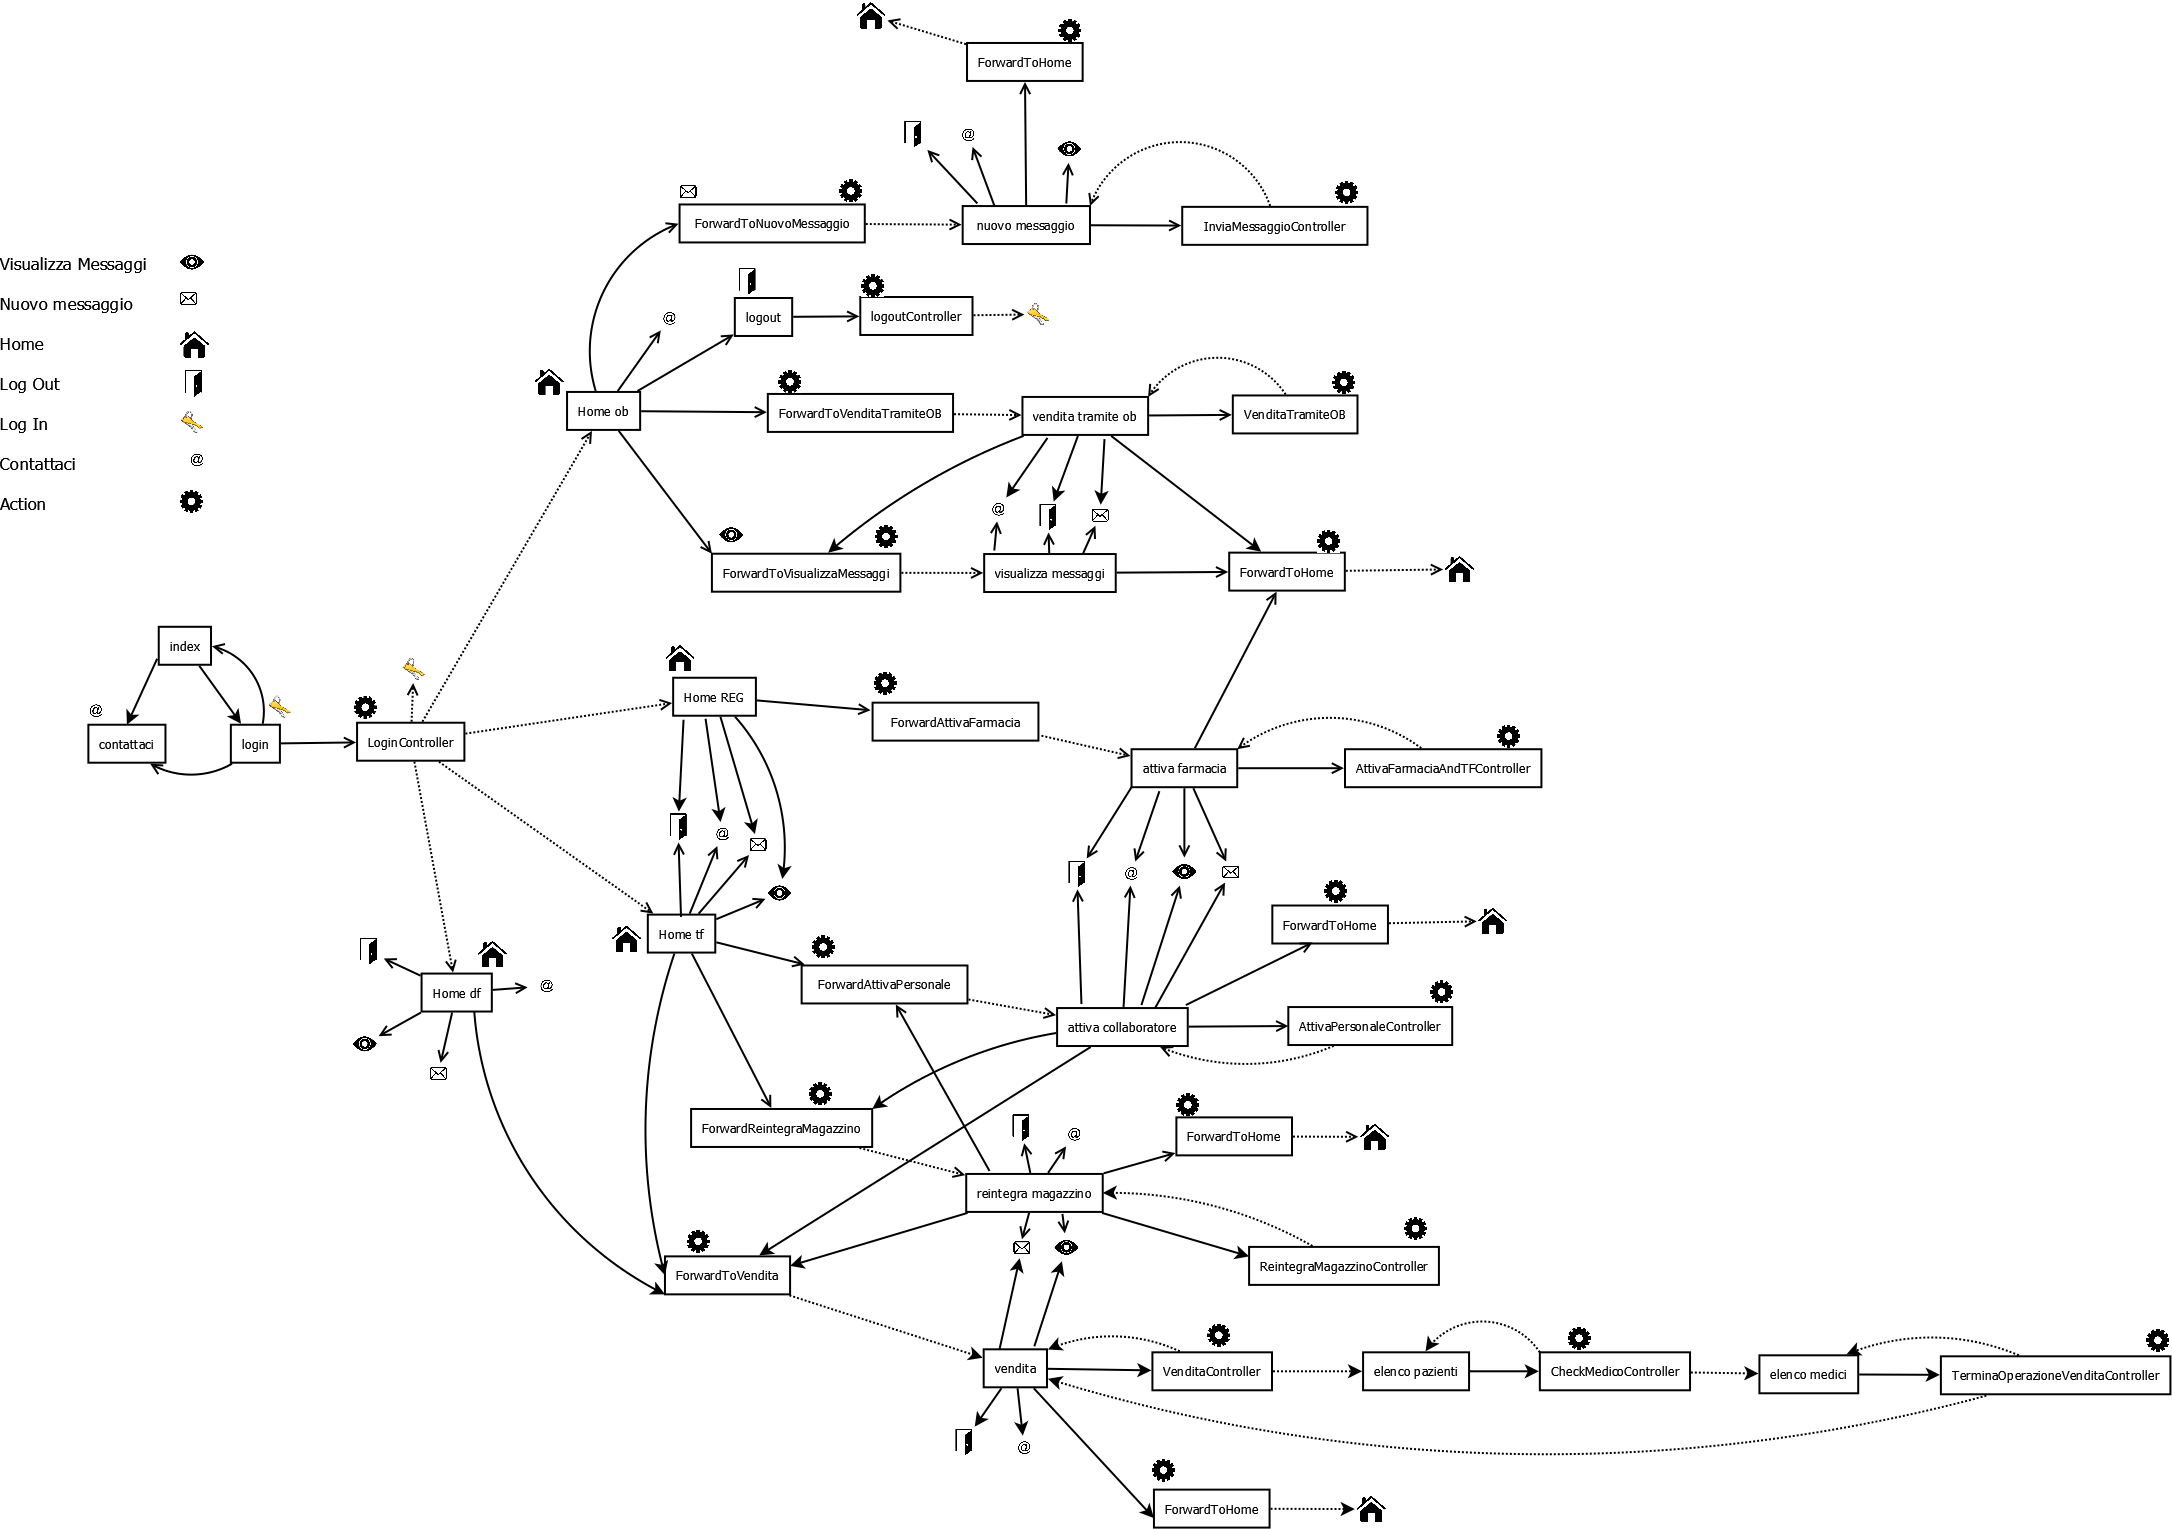 ForwardToHome
@
ForwardToNuovoMessaggio
nuovo messaggio
InviaMessaggioController
Visualizza Messaggi
Nuovo messaggio
Home
Log Out
Log In
Contattaci
@
Action
@
logout
logoutController
Home ob
ForwardToVenditaTramiteOB
vendita tramite ob
VenditaTramiteOB
@
ForwardToVisualizzaMessaggi
visualizza messaggi
ForwardToHome
index
@
contattaci
login
LoginController
Home REG
ForwardAttivaFarmacia
attiva farmacia
AttivaFarmaciaAndTFController
@
@
Home tf
ForwardToHome
Home df
@
ForwardAttivaPersonale
attiva collaboratore
AttivaPersonaleController
ForwardReintegraMagazzino
@
ForwardToHome
reintegra magazzino
ReintegraMagazzinoController
ForwardToVendita
vendita
VenditaController
elenco pazienti
CheckMedicoController
elenco medici
TerminaOperazioneVenditaController
@
ForwardToHome